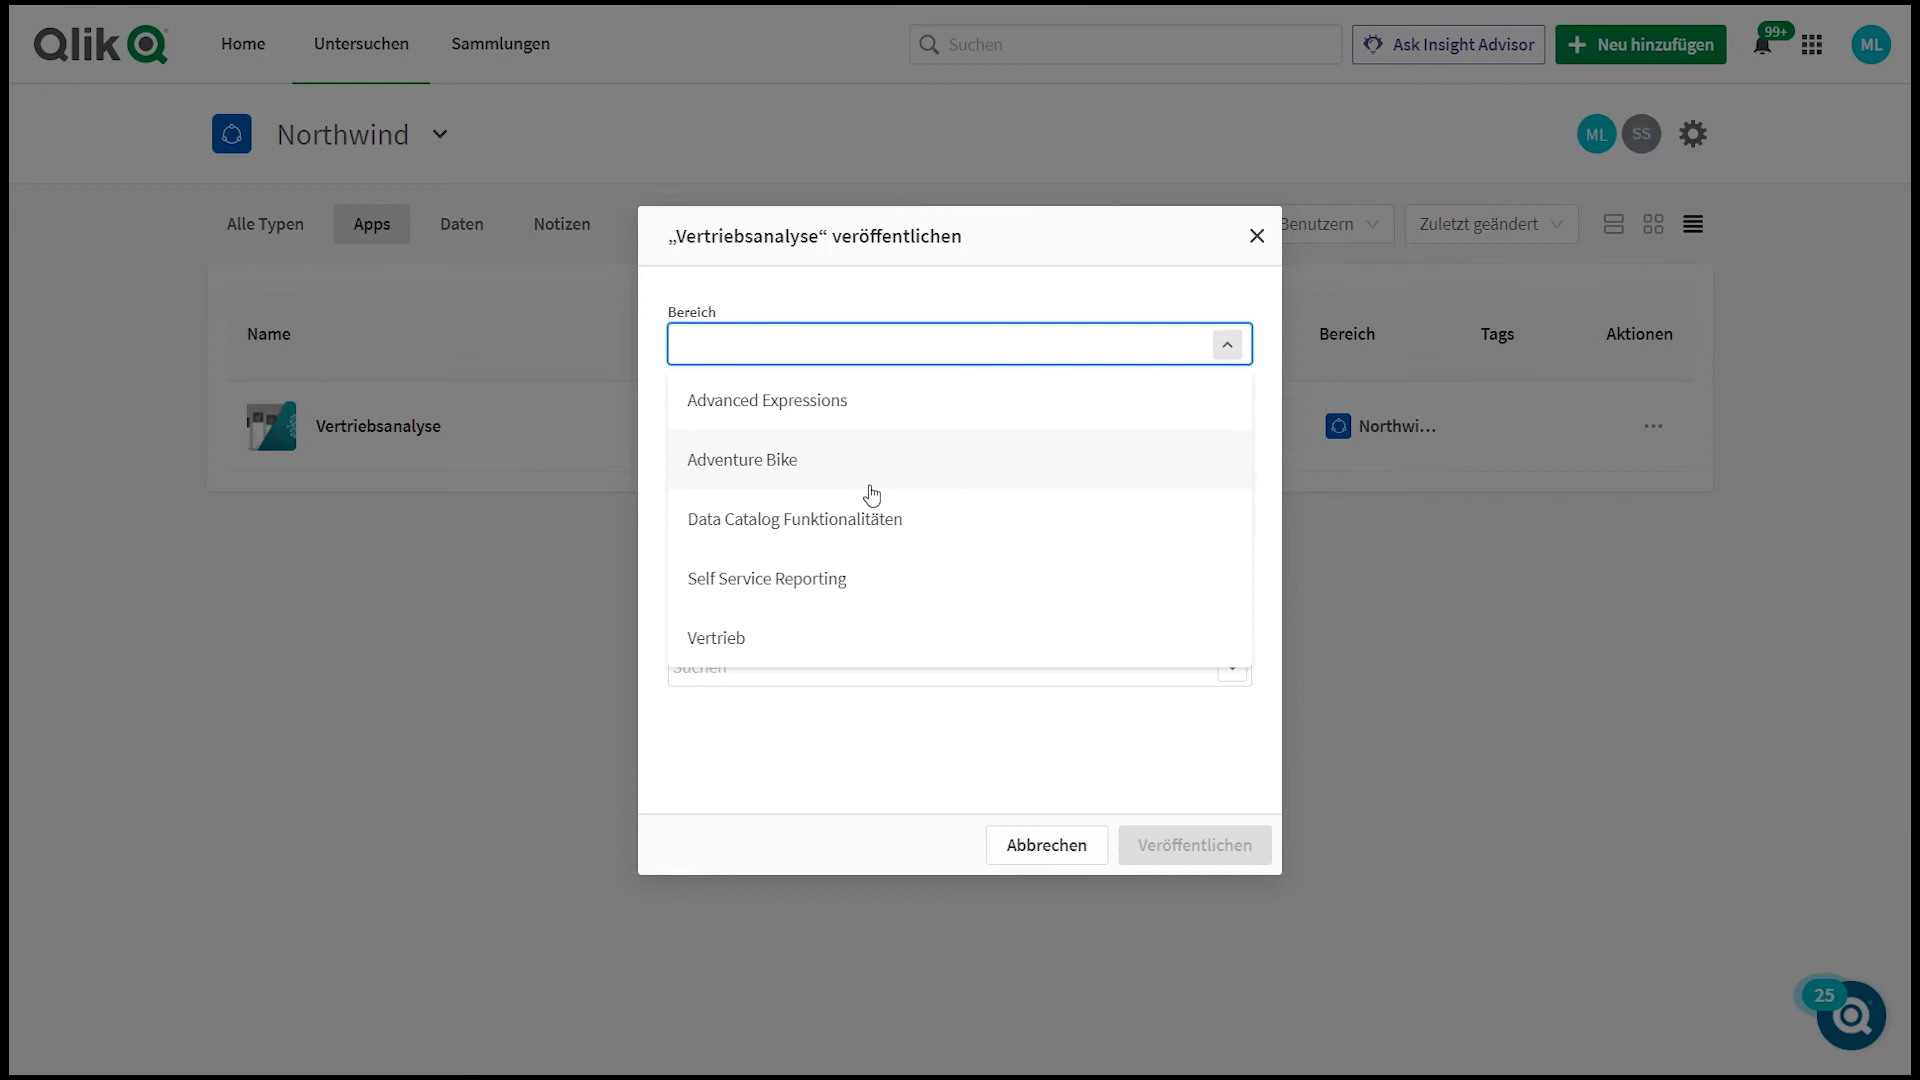 Qlik
Home
Untersuchen
Sammlungen
Suchen
Ask Insight Advisor
Neu hinzufügen
99+
ML
Northwind
ML
SS
Alle Typen
Apps
Daten
Notizen
Benutzern
Zuletzt geändert
„Vertriebsanalyse“ veröffentlichen
Bereich
Name
Bereich
Tags
Aktionen
Advanced Expressions
Vertriebsanalyse
Northwi...
Adventure Bike
Data Catalog Funktionalitäten
Self Service Reporting
Vertrieb
Suchen
Abbrechen
Veröffentlichen
25